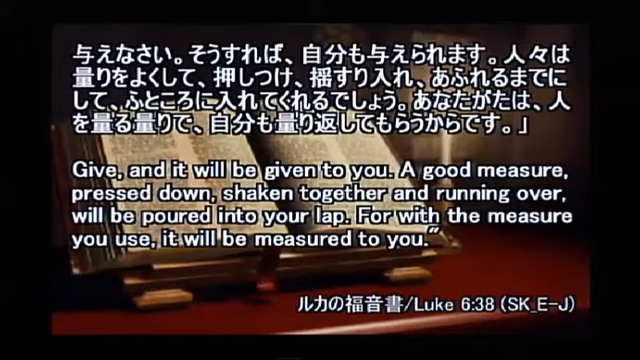 与えなさい。そうすれば、自分も与えられます。人々は
量りをよくして、押しつけ、揺すり入れ、あふれるまでに
して、ふところに入れてくれるでしょう。あなたがたは、人
を量る量りで、自分も量り返してもらうからです。」
Give, and it will be given to you. A good measure,
pressed down, shaken together and running over,
will be poured into your lap. For with the measure
you use, it will be measured to you.”
ルカの福音書/Luke 6:38 (SK_E-J)